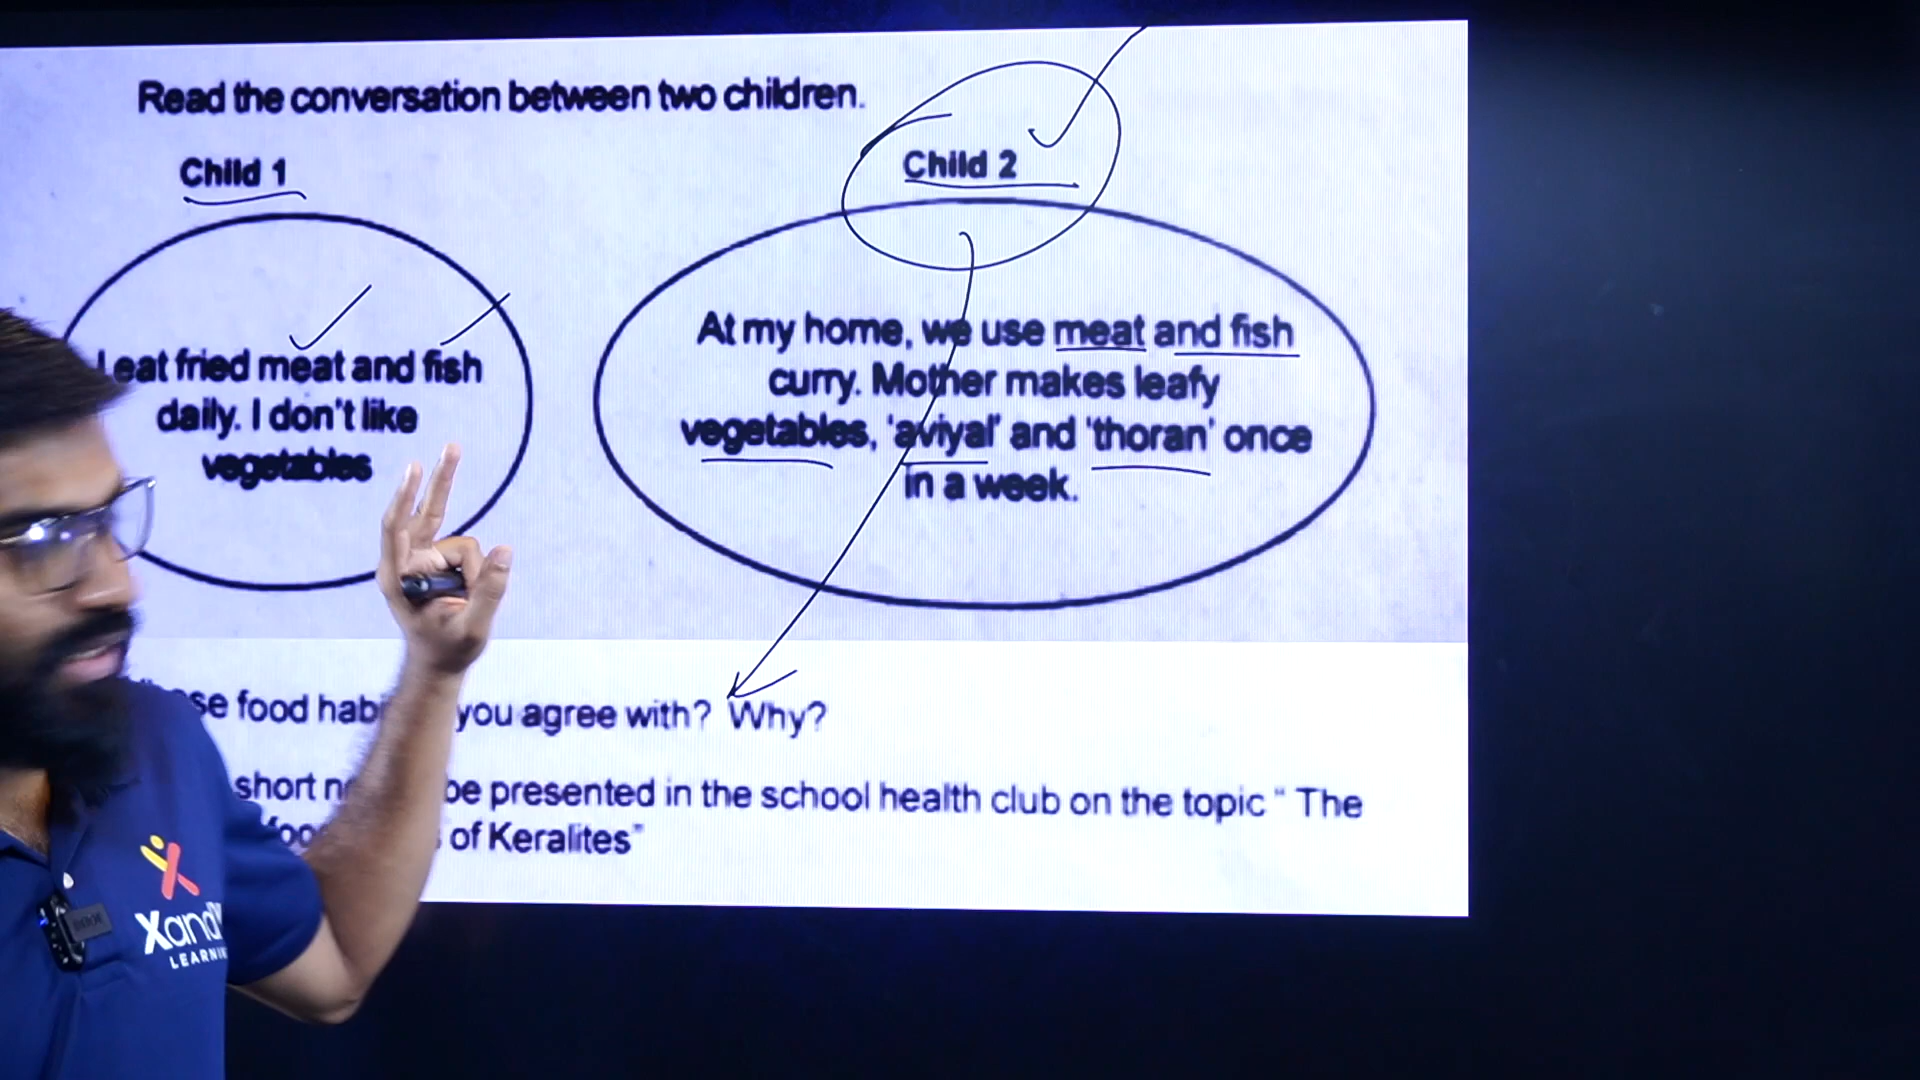 Read the conversation between two children.
Child 1
Child 2
I eat fried meat and fish
daily. I don't like
vegetables
At my home, we use meat and fish
curry. Mother makes leafy
vegetables, 'aviyal' and 'thoran' once
in a week.
food you agree with? Why?
short be presented in the school health club on the topic " The
of Keralites"